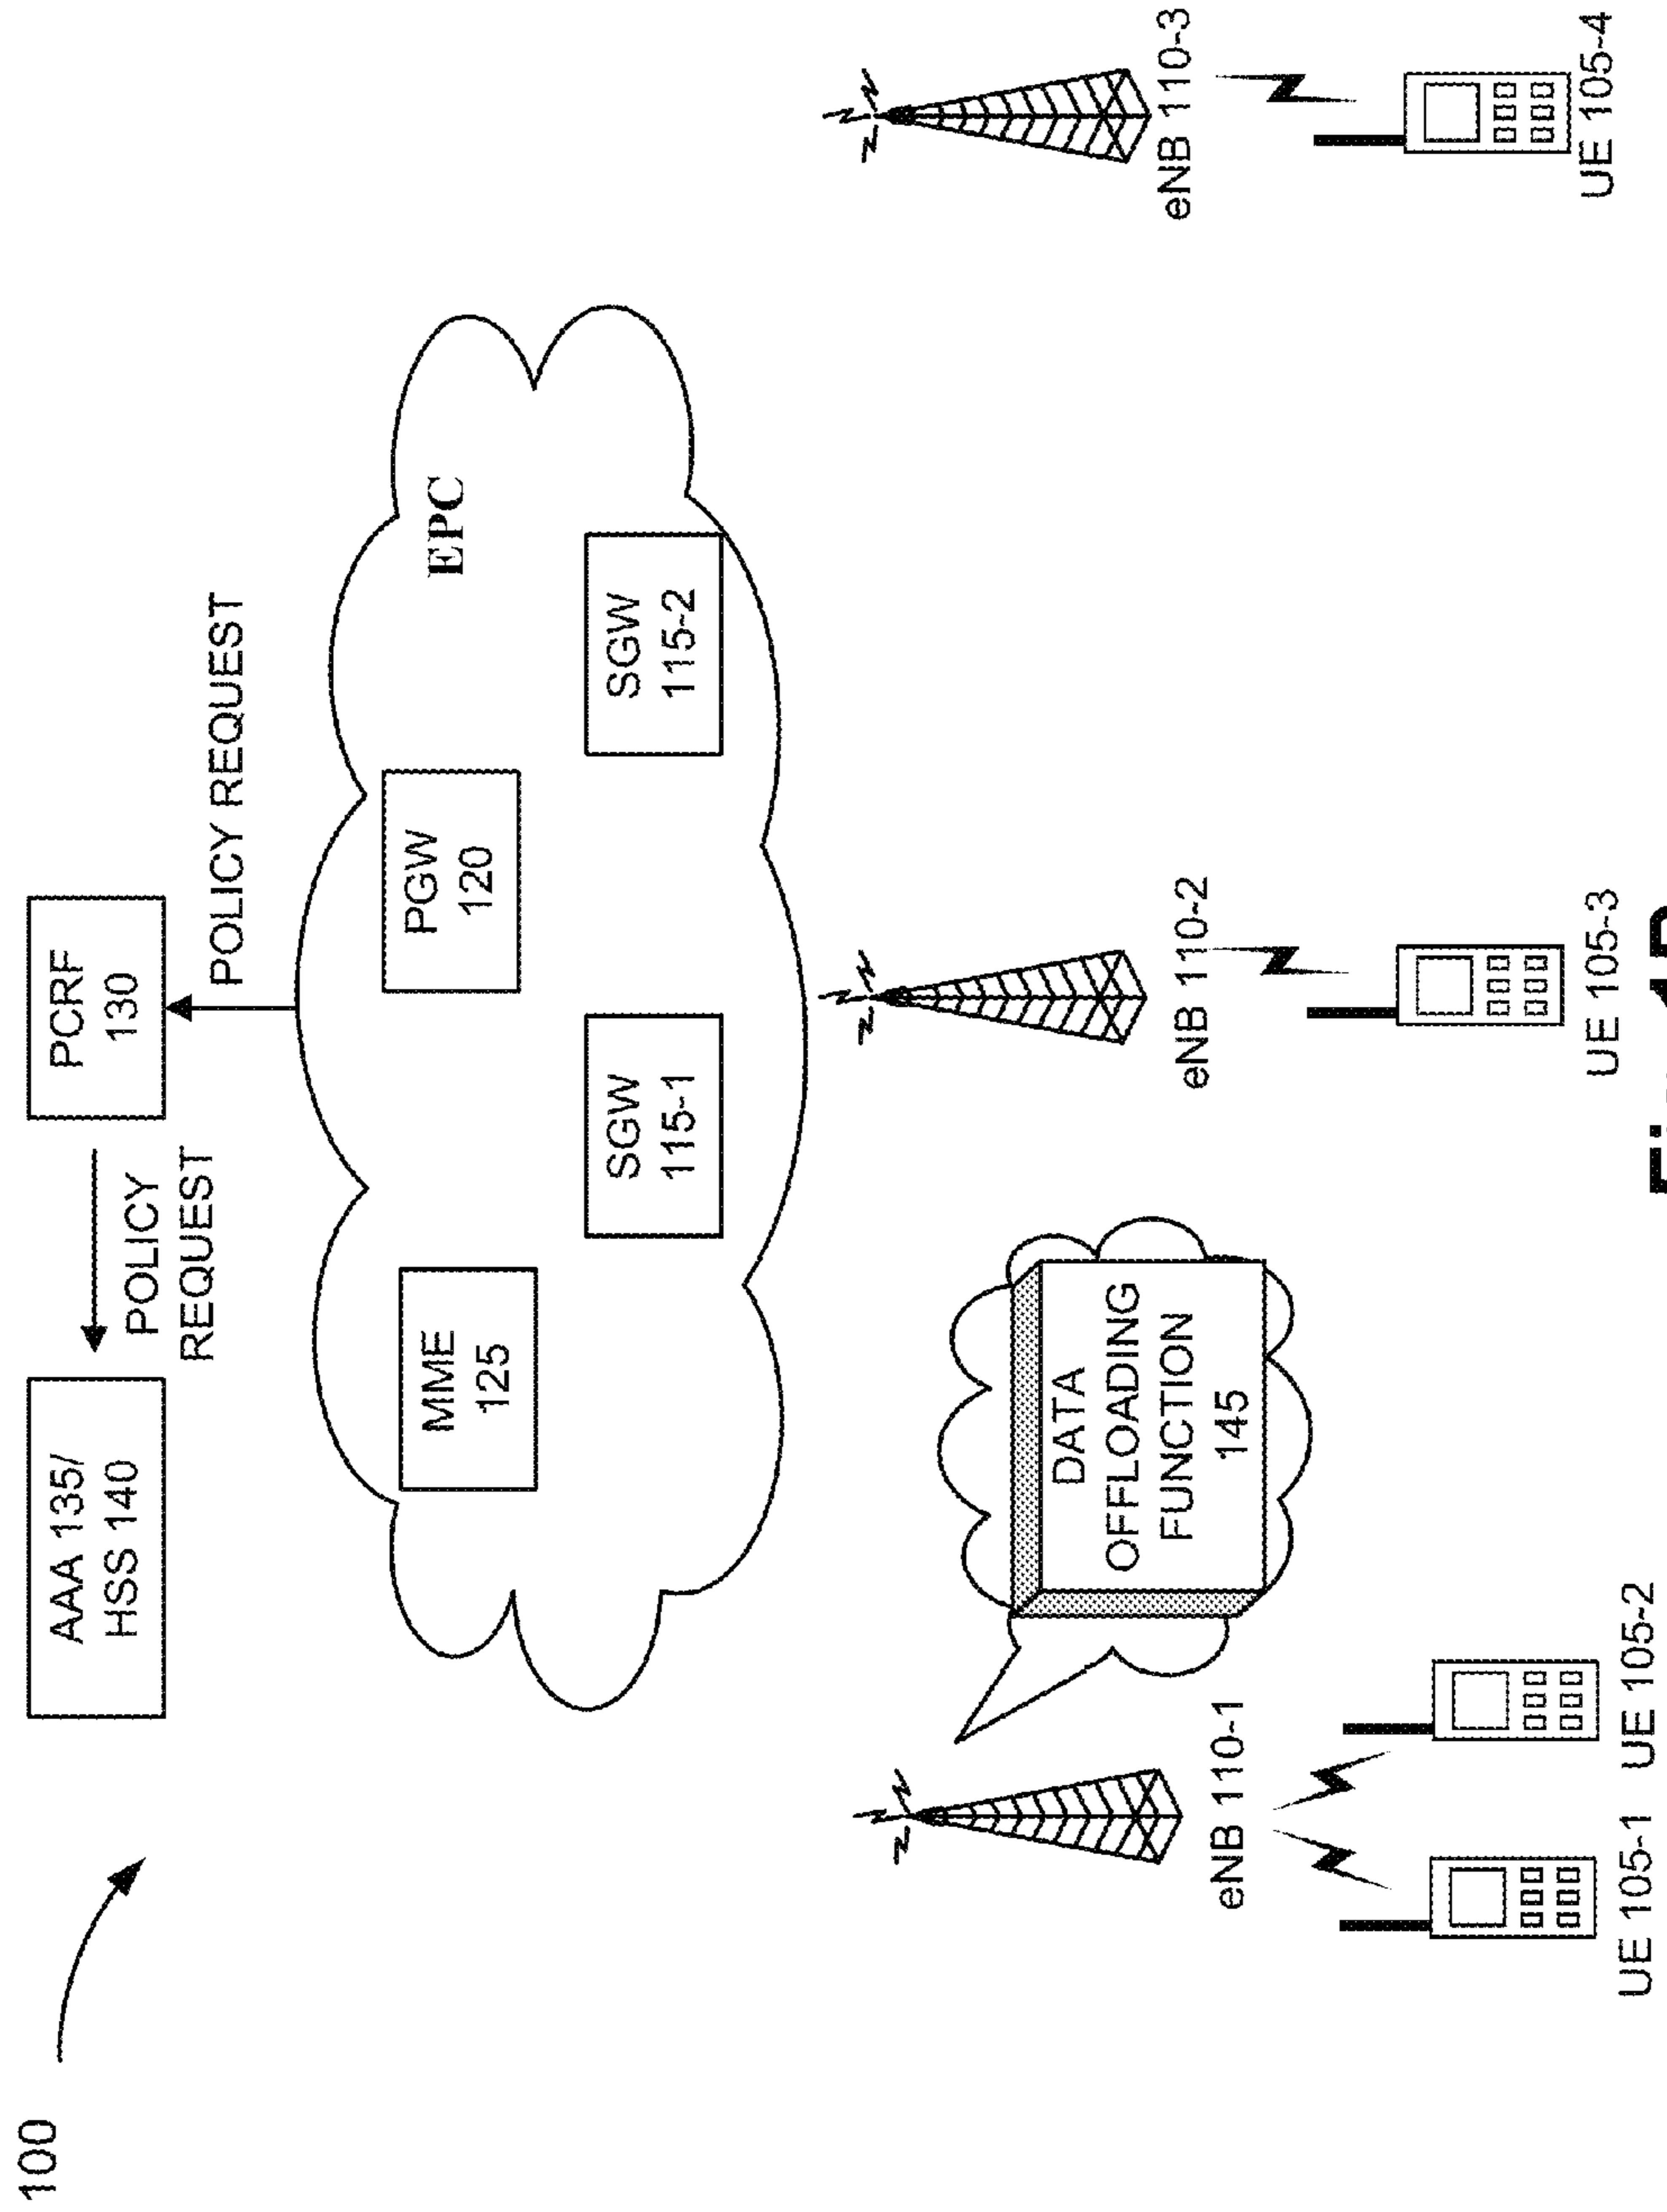 100
AAA 135/
HSS 140
POLICY
REQUEST
PCRF
130
POLICY REQUEST
EPC
MME
125
PGW
120
SGW
115-1
SGW
115-2
DATA
OFFLOADING
FUNCTION
145
eNB 110-1
eNB 110-2
eNB 110-3
UE 105-1
UE 105-2
UE 105-3
UE 105-4